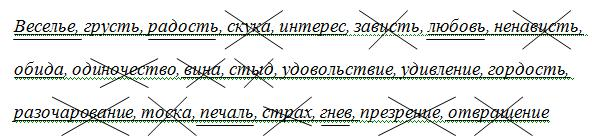 Веселье, грусть, радость, скука, интерес, зависть, любовь, ненависть,
обида, одиночество, вина, стыд, удовольствие, удивление, гордость,
разочарование, тоска, печаль, страх, гнев, презрение, отвращение